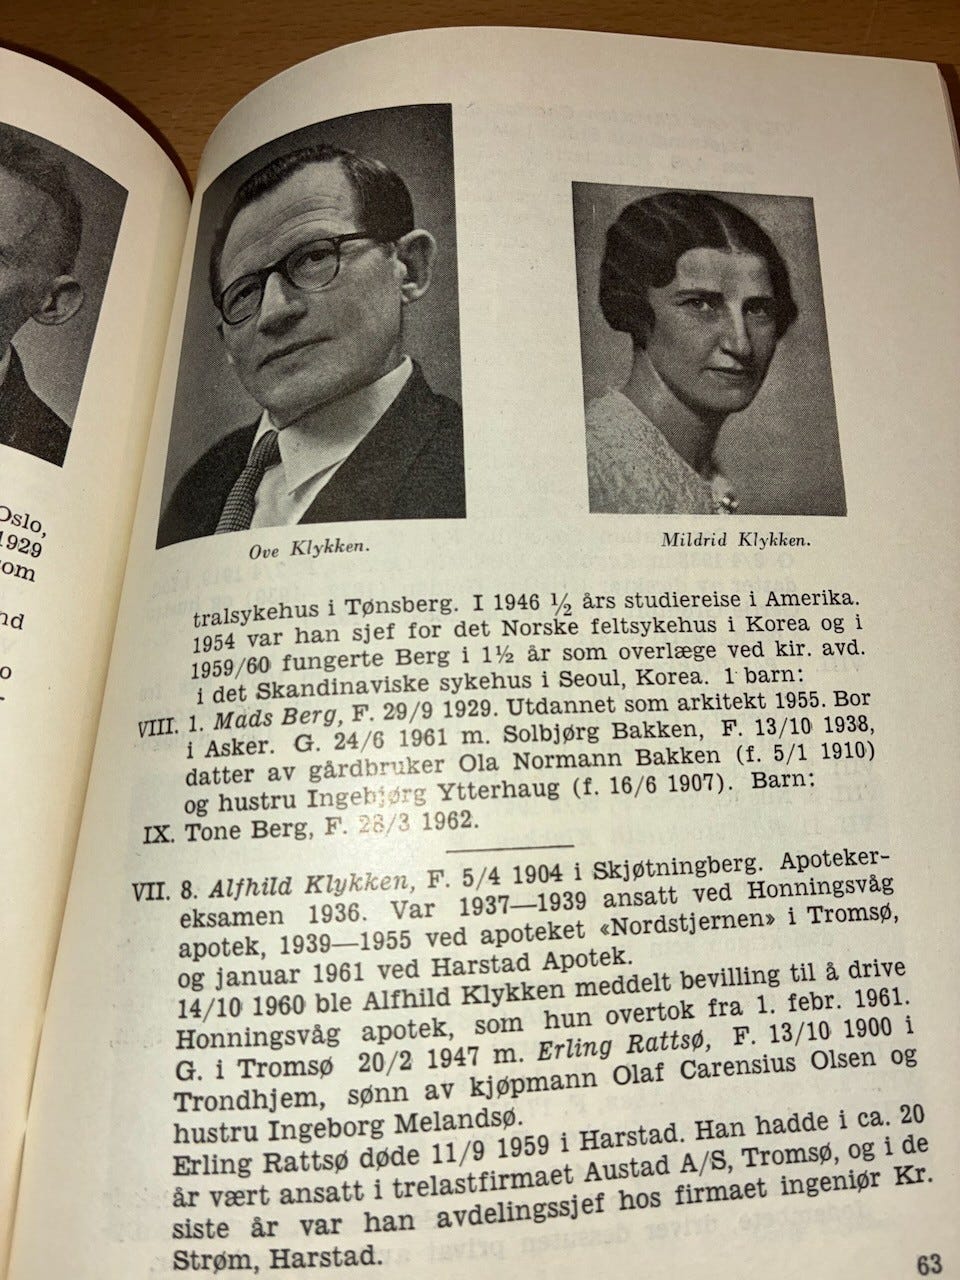 Oslo,
1929
som
nd
o
-
Ove Klykken.
Mildrid Klykken.
tralsykehus i Tønsberg. I 1946 ½ års studiereise i Amerika.
1954 var han sjef for det Norske feltsykehus i Korea og i
1959/60 fungerte Berg i 1½ år som overlæge ved kir. avd.
i det Skandinaviske sykehus i Seoul, Korea. 1 barn:
VIII. 1. Mads Berg, F. 29/9 1929. Utdannet som arkitekt 1955. Bor
i Asker. G. 24/6 1961 m. Solbjørg Bakken, F. 13/10 1938,
datter av gårdbruker Ola Normann Bakken (f. 5/1 1910)
og hustru Ingebjørg Ytterhaug (f. 16/6 1907). Barn:
IX. Tone Berg, F. 28/3 1962.
VII. 8. Alfhild Klykken, F. 5/4 1904 i Skjøtningberg. Apoteker-
eksamen 1936. Var 1937—1939 ansatt ved Honningsvåg
apotek, 1939—1955 ved apoteket «Nordstjernen» i Tromsø,
og januar 1961 ved Harstad Apotek.
14/10 1960 ble Alfhild Klykken meddelt bevilling til å drive
Honningsvåg apotek, som hun overtok fra 1. febr. 1961.
G. i Tromsø 20/2 1947 m. Erling Rattsø, F. 13/10 1900 i
Trondhjem, sønn av kjøpmann Olaf Carensius Olsen og
hustru Ingeborg Melandsø.
Erling Rattsø døde 11/9 1959 i Harstad. Han hadde i ca. 20
år vært ansatt i trelastfirmaet Austad A/S, Tromsø, og i de
siste år var han avdelingssjef hos firmaet ingeniør Kr.
Strøm, Harstad.
63